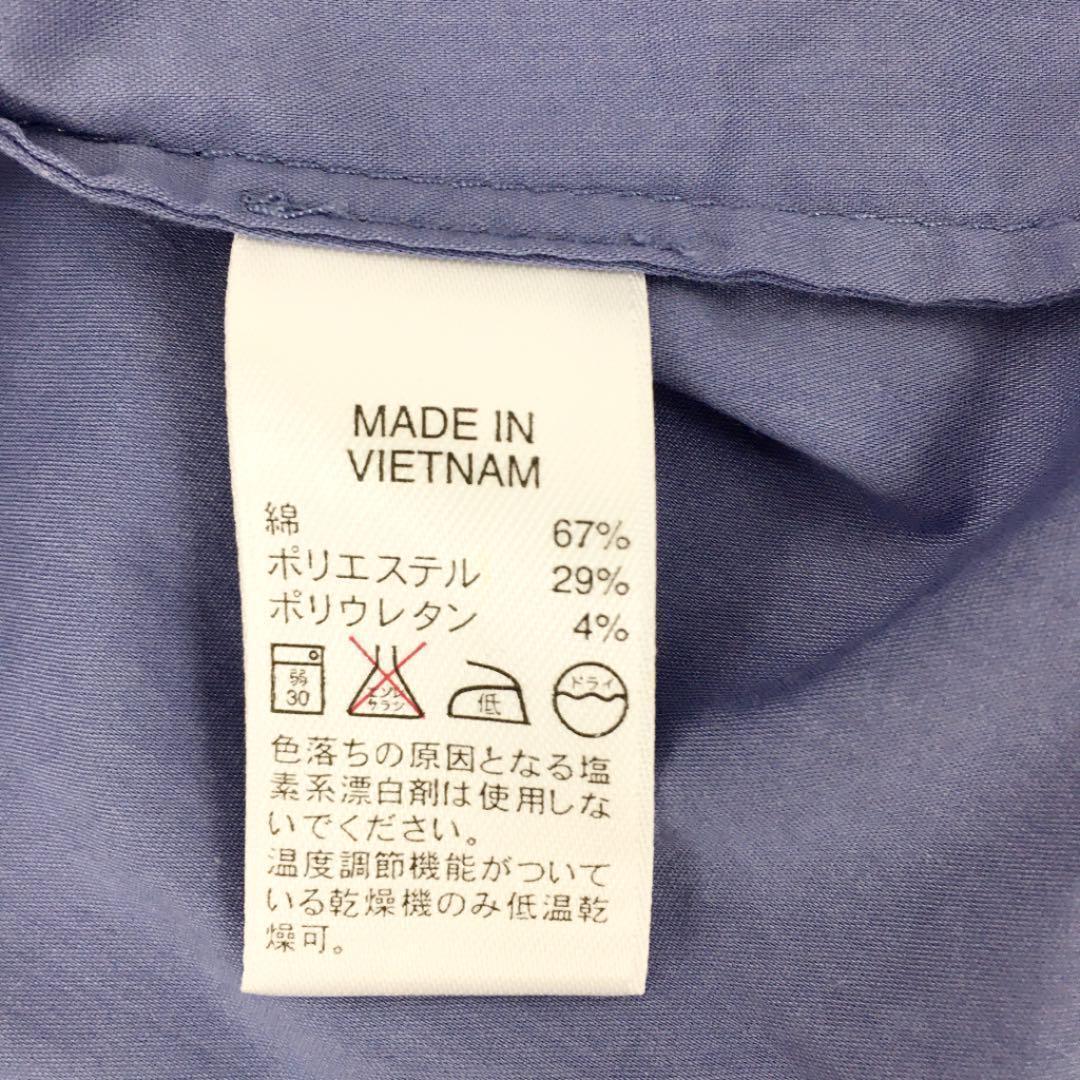 MADE IN
VIETNAM
綿 67%
ポリエステル 29%
ポリウレタン 4%
弱
30
エンソ
サラシ
低
ドライ
色落ちの原因となる塩
素系漂白剤は使用しな
いでください。
温度調節機能がついて
いる乾燥機のみ低温乾
燥可。